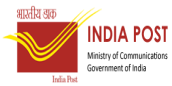 भारतीय डाक
India Post
INDIA POST
Ministry of Communications
Government of India